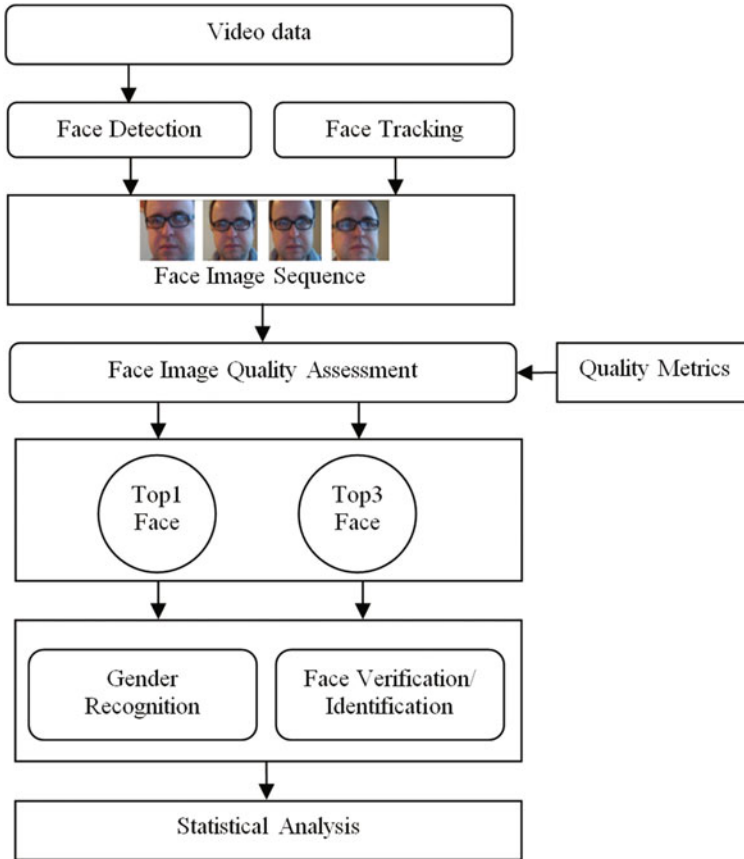 Video data
Face Detection
Face Tracking
Face Image Sequence
Face Image Quality Assessment
Quality Metrics
Top1
Face
Top3
Face
Gender
Recognition
Face Verification/
Identification
Statistical Analysis